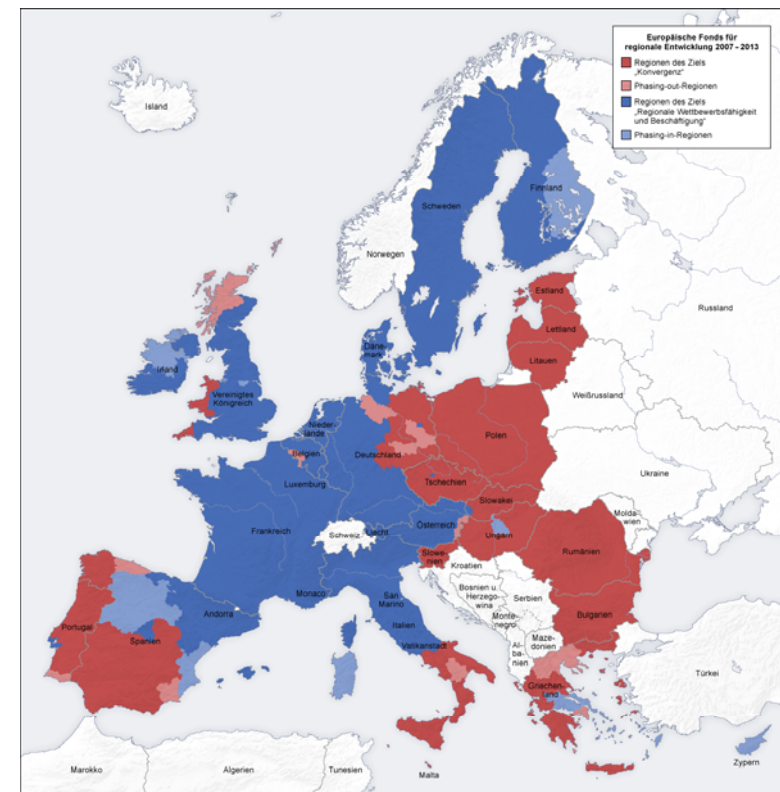 Europäische Fonds für
regionale Entwicklung 2007 - 2013
Regionen des Ziels
„Konvergenz"
Phasing-out-Regionen
Regionen des Ziels
„Regionale Wettbewerbsfähigkeit
und Beschäftigung"
Phasing-in-Regionen
Island
Finnland
Schweden
Norwegen
Russland
Estland
Lettland
Litauen
Däne-
mark
Irland
Vereinigtes
Königreich
Weißrussland
Nieder-
lande
Polen
Belgien
Deutschland
Luxemburg
Tschechien
Ukraine
Slowakei
Moldawien
Frankreich
Schweiz
Liecht.
Österreich
Ungarn
Slowe-
nien
Kroatien
Rumänien
Monaco
San
Marino
Bosnien u.
Herzego-
wina
Serbien
Andorra
Italien
Monte-
negro
Bulgarien
Portugal
Spanien
Vatikanstadt
Al-
ba-
nien
Maze-
donien
Griechen-
land
Türkei
Marokko
Algerien
Tunesien
Malta
Zypern